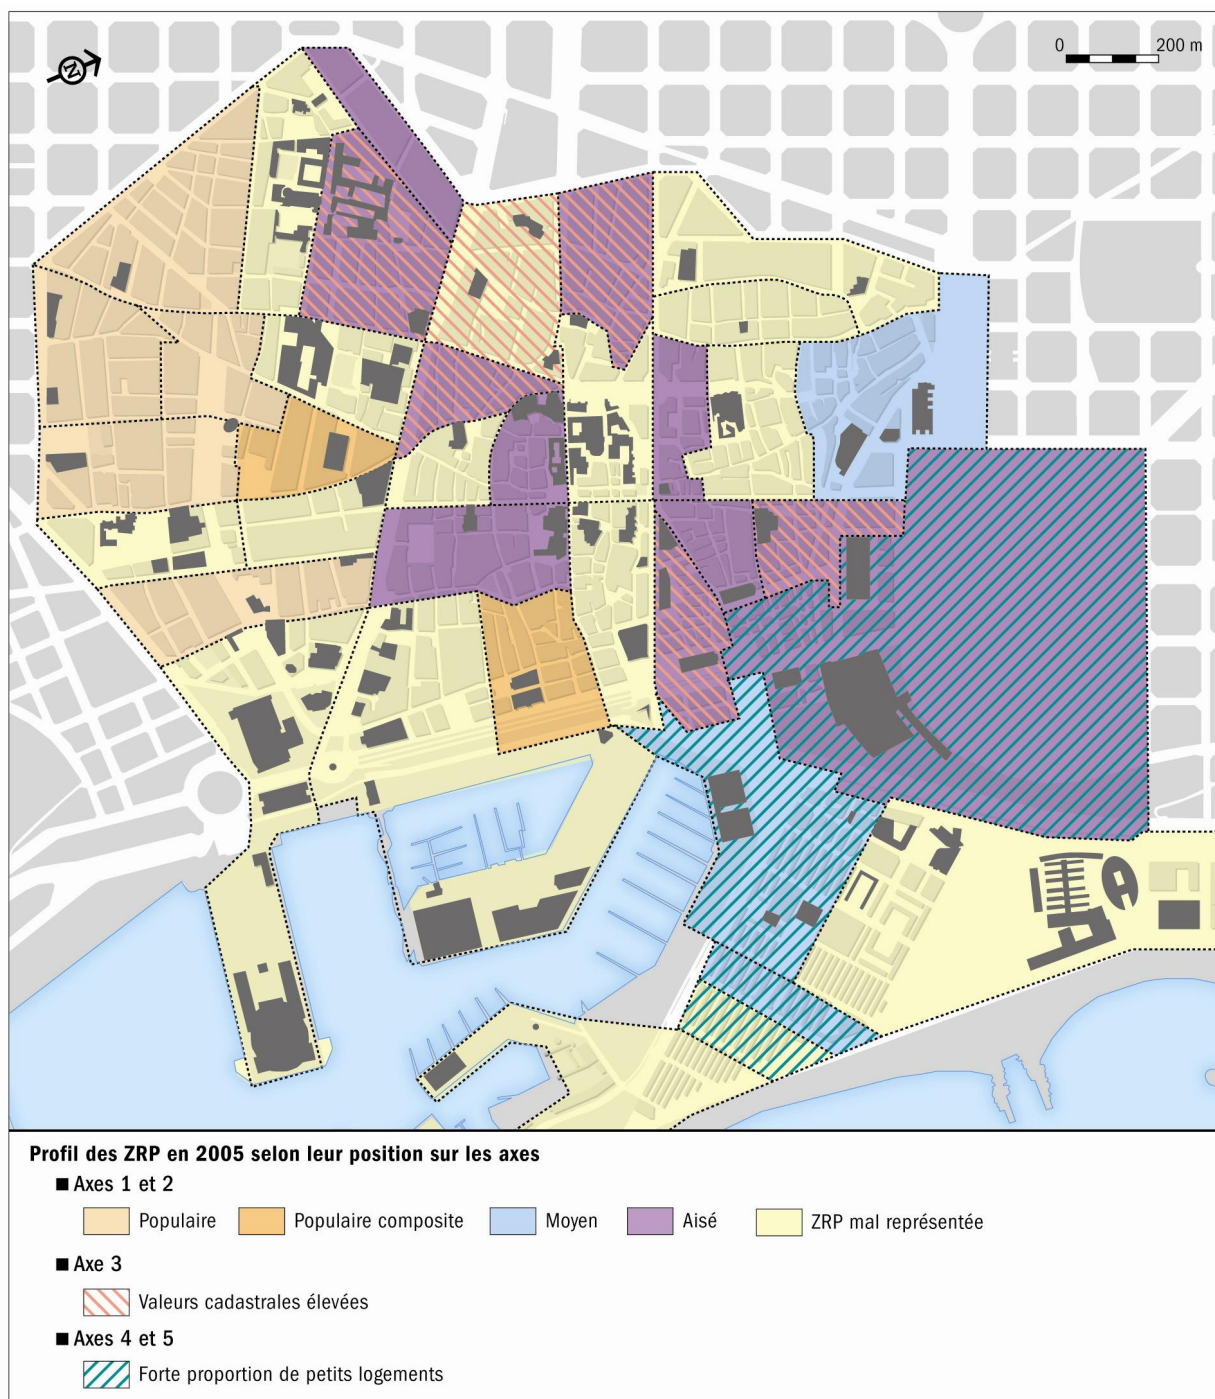 N
0 200 m
Profil des ZRP en 2005 selon leur position sur les axes
■ Axes 1 et 2
Populaire Populaire composite Moyen Aisé ZRP mal représentée
■ Axe 3
Valeurs cadastrales élevées
■ Axes 4 et 5
Forte proportion de petits logements